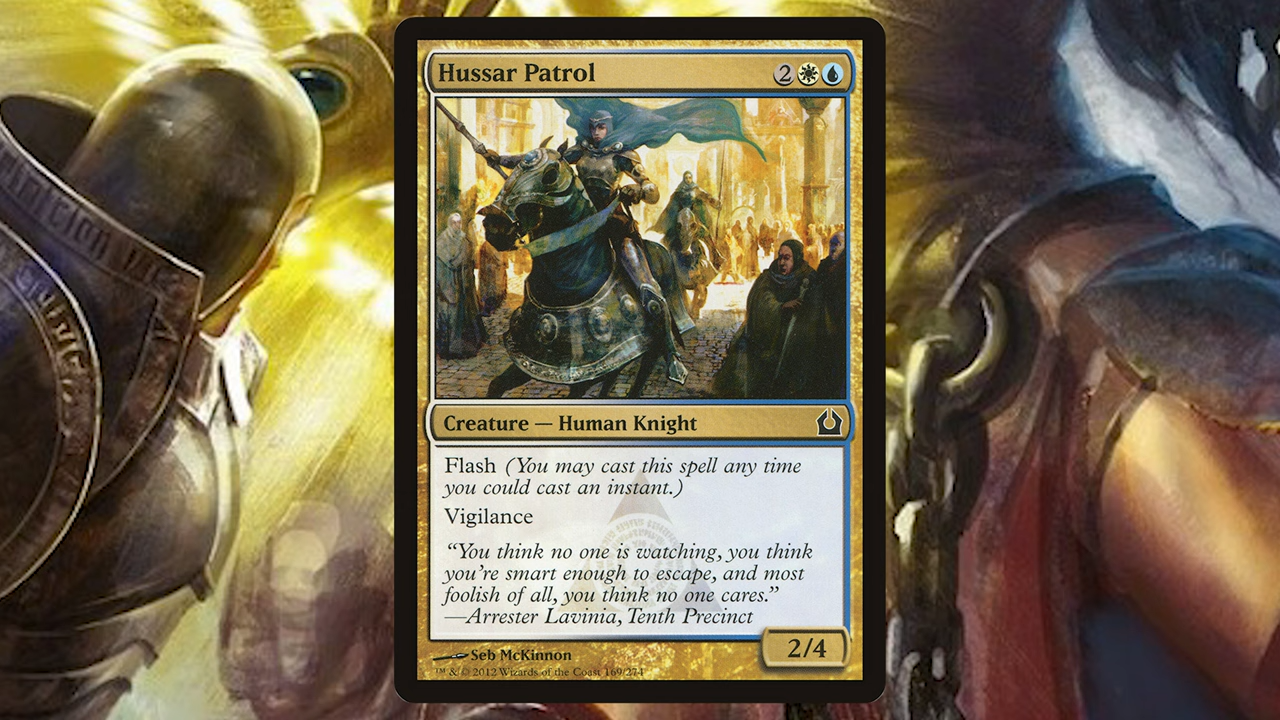 Hussar Patrol
2
Creature — Human Knight
Flash (You may cast this spell any time
you could cast an instant.)
Vigilance
“You think no one is watching, you think
you’re smart enough to escape, and most
foolish of all, you think no one cares.”
—Arrester Lavinia, Tenth Precinct
2/4
Seb McKinnon
™ & © 2012 Wizards of the Coast 169/274